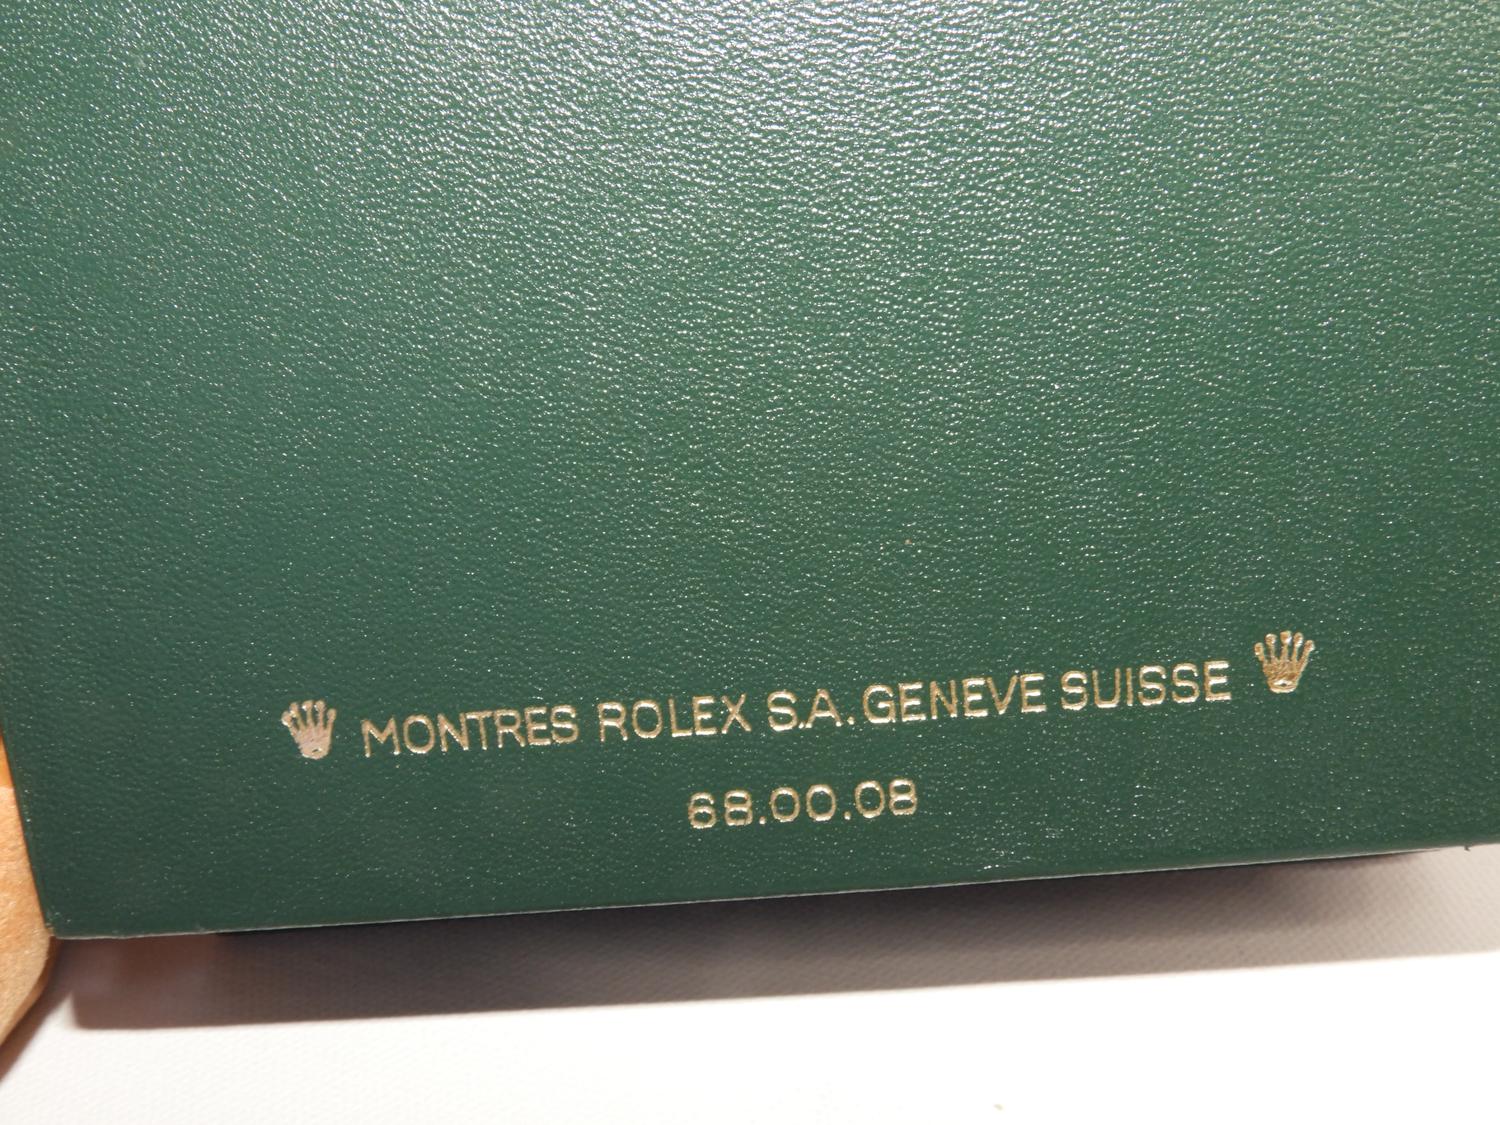 MONTRES ROLEX S.A. GENEVE SUISSE
68.00.08